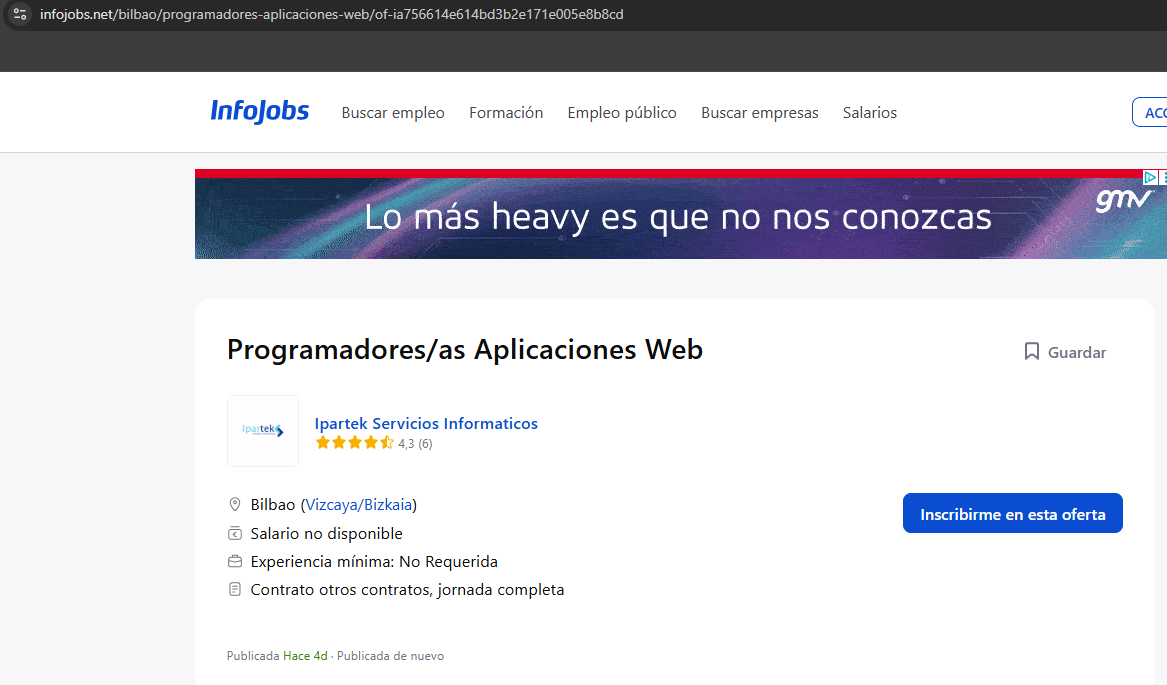 infojobs.net/bilbao/programadores-aplicaciones-web/of-ia756614e614bd3b2e171e005e8b8cd
InfoJobs Buscar empleo Formación Empleo público Buscar empresas Salarios
gmv
Lo más heavy es que no nos conozcas
Programadores/as Aplicaciones Web
Guardar
Ipartek
Ipartek Servicios Informaticos
4,3 (6)
Bilbao (Vizcaya/Bizkaia)
Inscribirme en esta oferta
Salario no disponible
Experiencia mínima: No Requerida
Contrato otros contratos, jornada completa
Publicada Hace 4d · Publicada de nuevo